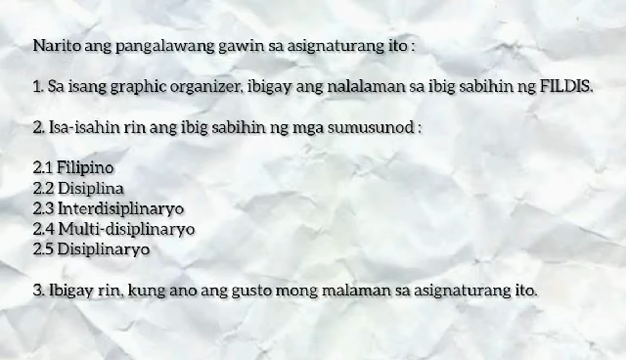 Narito ang pangalawang gawin sa asignaturang ito :
1. Sa isang graphic organizer, ibigay ang nalalaman sa ibig sabihin ng FILDIS.
2. Isa-isahin rin ang ibig sabihin ng mga sumusunod :
2.1 Filipino
2.2 Disiplina
2.3 Interdisiplinaryo
2.4 Multi-disiplinaryo
2.5 Disiplinaryo
3. Ibigay rin, kung ano ang gusto mong malaman sa asignaturang ito.